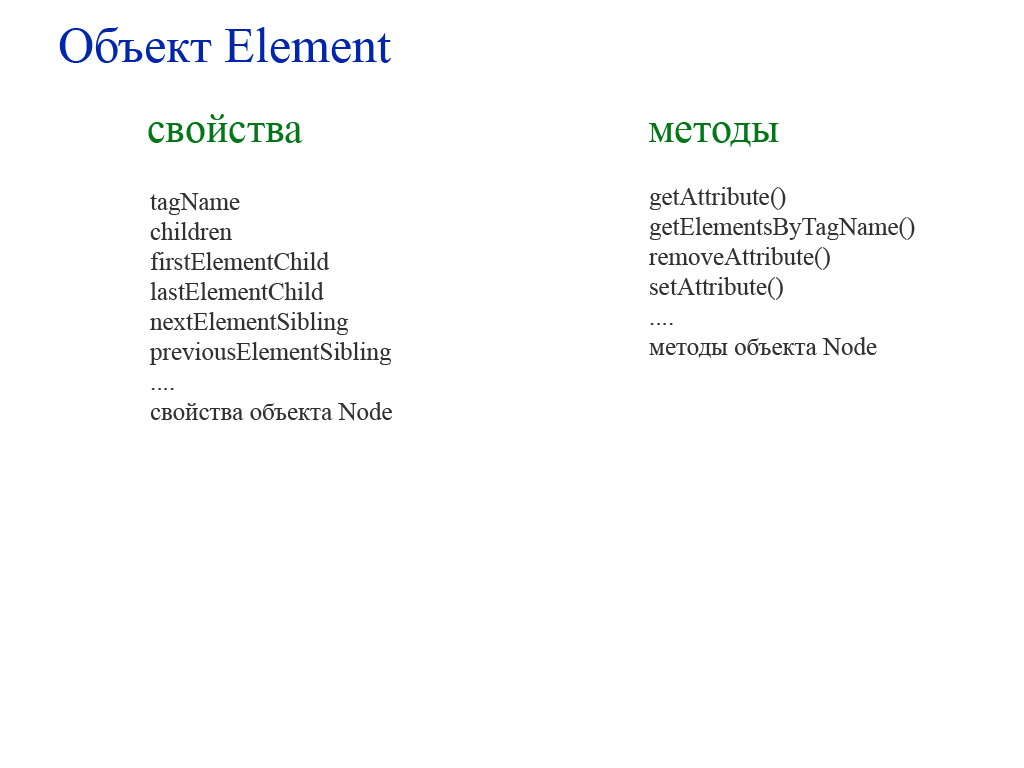 Объект Element
свойства
tagName
children
firstElementChild
lastElementChild
nextElementSibling
previousElementSibling
....
свойства объекта Node
методы
getAttribute()
getElementsByTagName()
removeAttribute()
setAttribute()
....
методы объекта Node